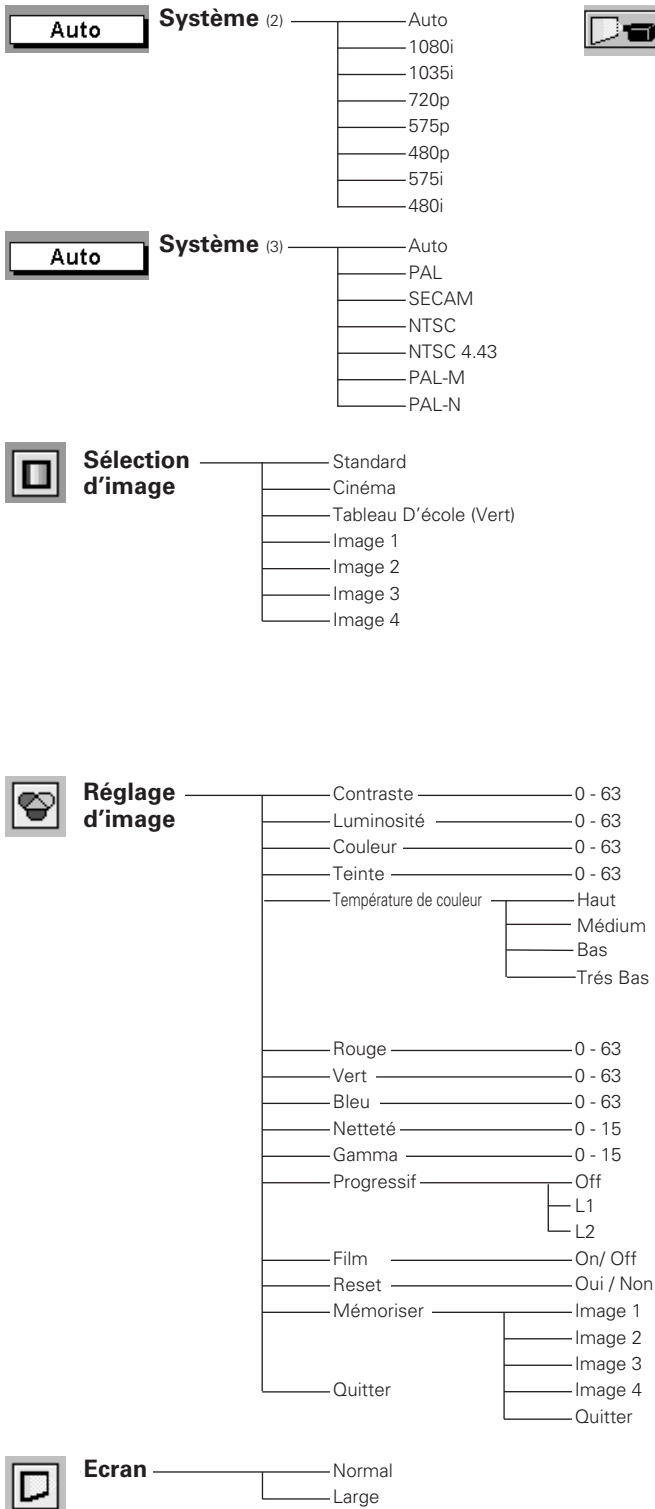 Auto Système (2) Auto
1080i
1035i
720p
575p
480p
575i
480i
Auto Système (3) Auto
PAL
SECAM
NTSC
NTSC 4.43
PAL-M
PAL-N
Sélection d’image Standard
Cinéma
Tableau D’école (Vert)
Image 1
Image 2
Image 3
Image 4
Réglage d’image Contraste 0 - 63
Luminosité 0 - 63
Couleur 0 - 63
Teinte 0 - 63
Température de couleur Haut
Médium
Bas
Trés Bas
Rouge 0 - 63
Vert 0 - 63
Bleu 0 - 63
Netteté 0 - 15
Gamma 0 - 15
Progressif Off
L1
L2
Film On/ Off
Reset Oui / Non
Mémoriser Image 1
Image 2
Image 3
Image 4
Quitter
Quitter
Ecran Normal
Large